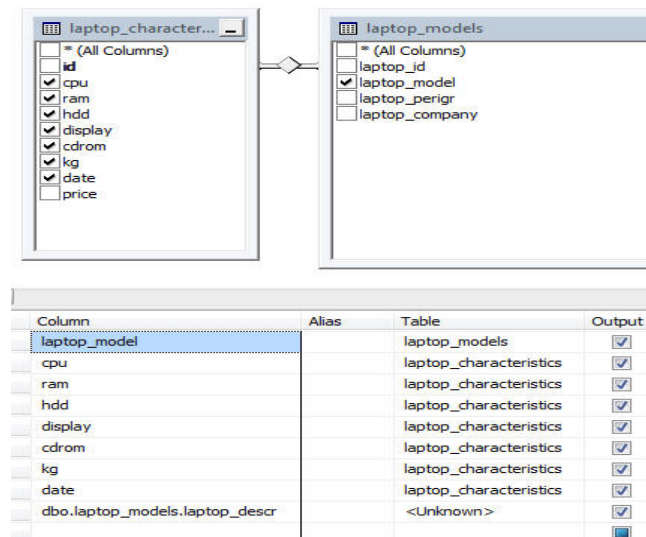 laptop_character...
* (All Columns)
id
cpu
ram
hdd
display
cdrom
kg
date
price
laptop_models
* (All Columns)
laptop_id
laptop_model
laptop_perigr
laptop_company
Column Alias Table Output
laptop_model laptop_models
cpu laptop_characteristics
ram laptop_characteristics
hdd laptop_characteristics
display laptop_characteristics
cdrom laptop_characteristics
kg laptop_characteristics
date laptop_characteristics
dbo.laptop_models.laptop_descr <Unknown>